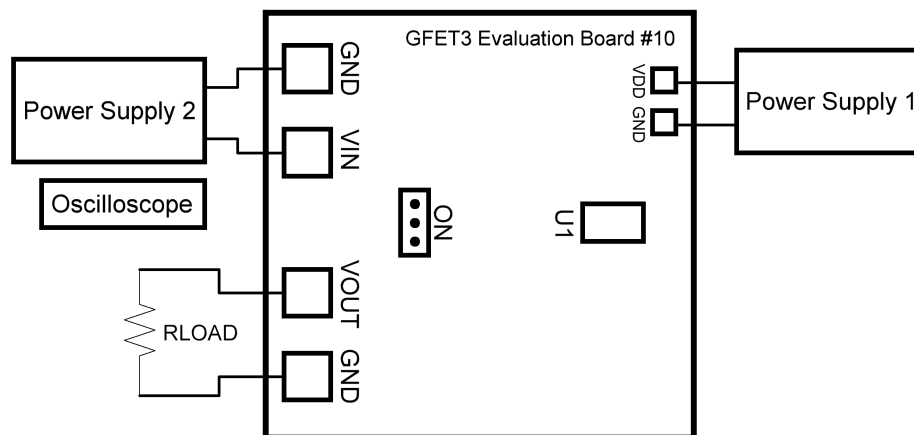 GFET3 Evaluation Board #10
GND
Power Supply 2
VIN
Oscilloscope
VDD
GND
Power Supply 1
ON
U1
VOUT
RLOAD
GND